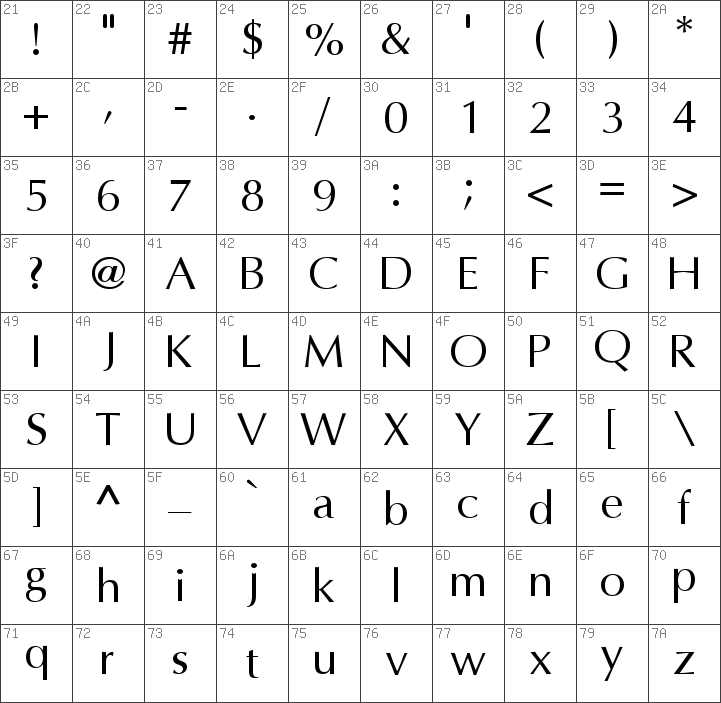 21 22 23 24 25 26 27 28 29 2A
! " # $ % & ' ( ) *
2B 2C 2D 2E 2F 30 31 32 33 34
+ , - . / 0 1 2 3 4
35 36 37 38 39 3A 3B 3C 3D 3E
5 6 7 8 9 : ; < = >
3F 40 41 42 43 44 45 46 47 48
? @ A B C D E F G H
49 4A 4B 4C 4D 4E 4F 50 51 52
I J K L M N O P Q R
53 54 55 56 57 58 59 5A 5B 5C
S T U V W X Y Z [ \
5D 5E 5F 60 61 62 63 64 65 66
] ^ _ ` a b c d e f
67 68 69 6A 6B 6C 6D 6E 6F 70
g h i j k l m n o p
71 72 73 74 75 76 77 78 79 7A
q r s t u v w x y z